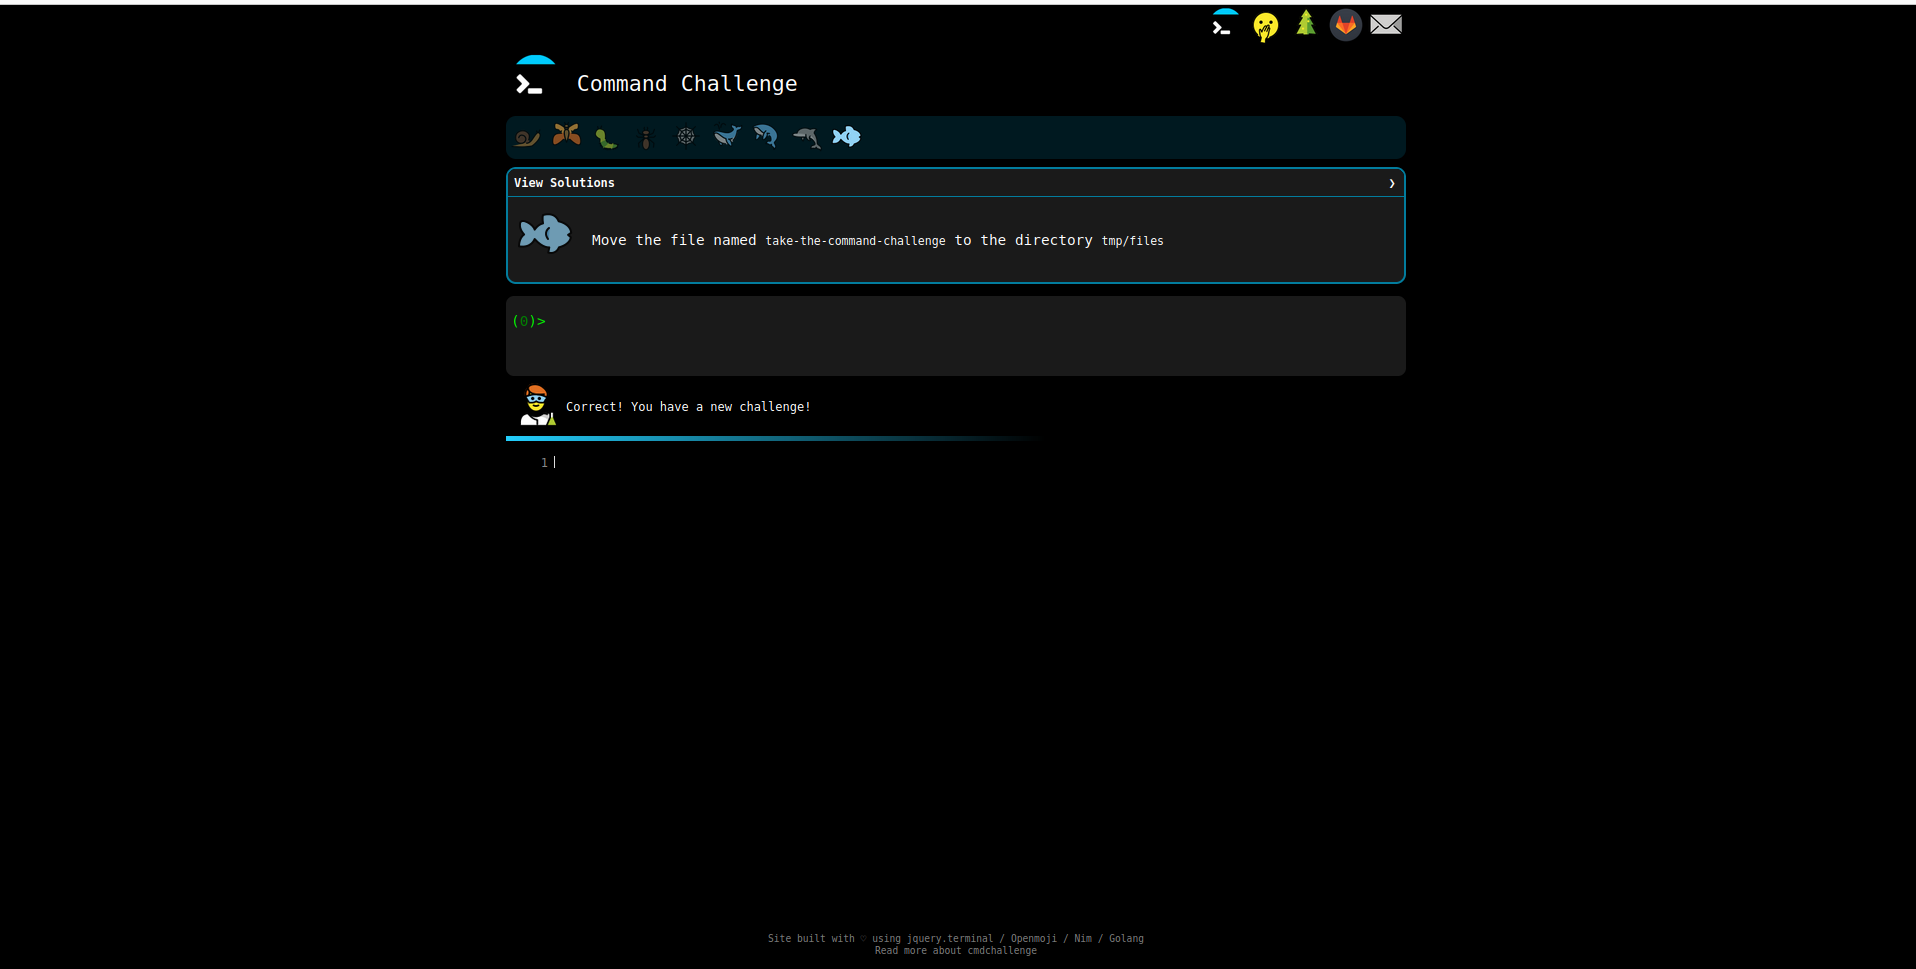 Command Challenge
View Solutions ❯
Move the file named take-the-command-challenge to the directory tmp/files
(0)>
Correct! You have a new challenge!
1
Site built with ♡ using jquery.terminal / Openmoji / Nim / Golang
Read more about cmdchallenge